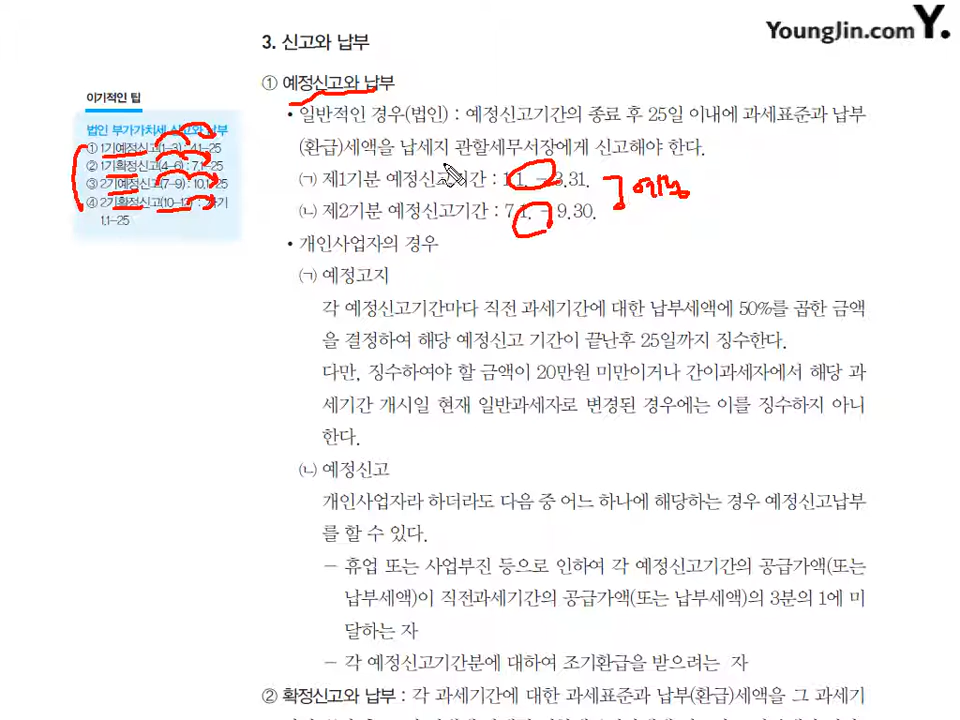 YoungJin.com Y.
3. 신고와 납부
① 예정신고와 납부
• 일반적인 경우(법인) : 예정신고기간의 종료 후 25일 이내에 과세표준과 납부
(환급)세액을 납세지 관할세무서장에게 신고해야 한다.
㈀ 제1기분 예정신고기간 : 1.1. - 3.31.
㈁ 제2기분 예정신고기간 : 7.1. - 9.30.
• 개인사업자의 경우
㈀ 예정고지
각 예정신고기간마다 직전 과세기간에 대한 납부세액에 50%를 곱한 금액
을 결정하여 해당 예정신고 기간이 끝난후 25일까지 징수한다.
다만, 징수하여야 할 금액이 20만원 미만이거나 간이과세자에서 해당 과
세기간 개시일 현재 일반과세자로 변경된 경우에는 이를 징수하지 아니
한다.
㈁ 예정신고
개인사업자라 하더라도 다음 중 어느 하나에 해당하는 경우 예정신고납부
를 할 수 있다.
- 휴업 또는 사업부진 등으로 인하여 각 예정신고기간의 공급가액(또는
납부세액)이 직전과세기간의 공급가액(또는 납부세액)의 3분의 1에 미
달하는 자
- 각 예정신고기간분에 대하여 조기환급을 받으려는 자
② 확정신고와 납부 : 각 과세기간에 대한 과세표준과 납부(환급)세액을 그 과세기
이기적인 팁
법인 부가가치세 신고와 납부
① 1기예정신고(1-3) : 4.1-25
② 1기확정신고(4-6) : 7.1-25
③ 2기예정신고(7-9) : 10.1-25
④ 2기확정신고(10-12) :
1.1-25